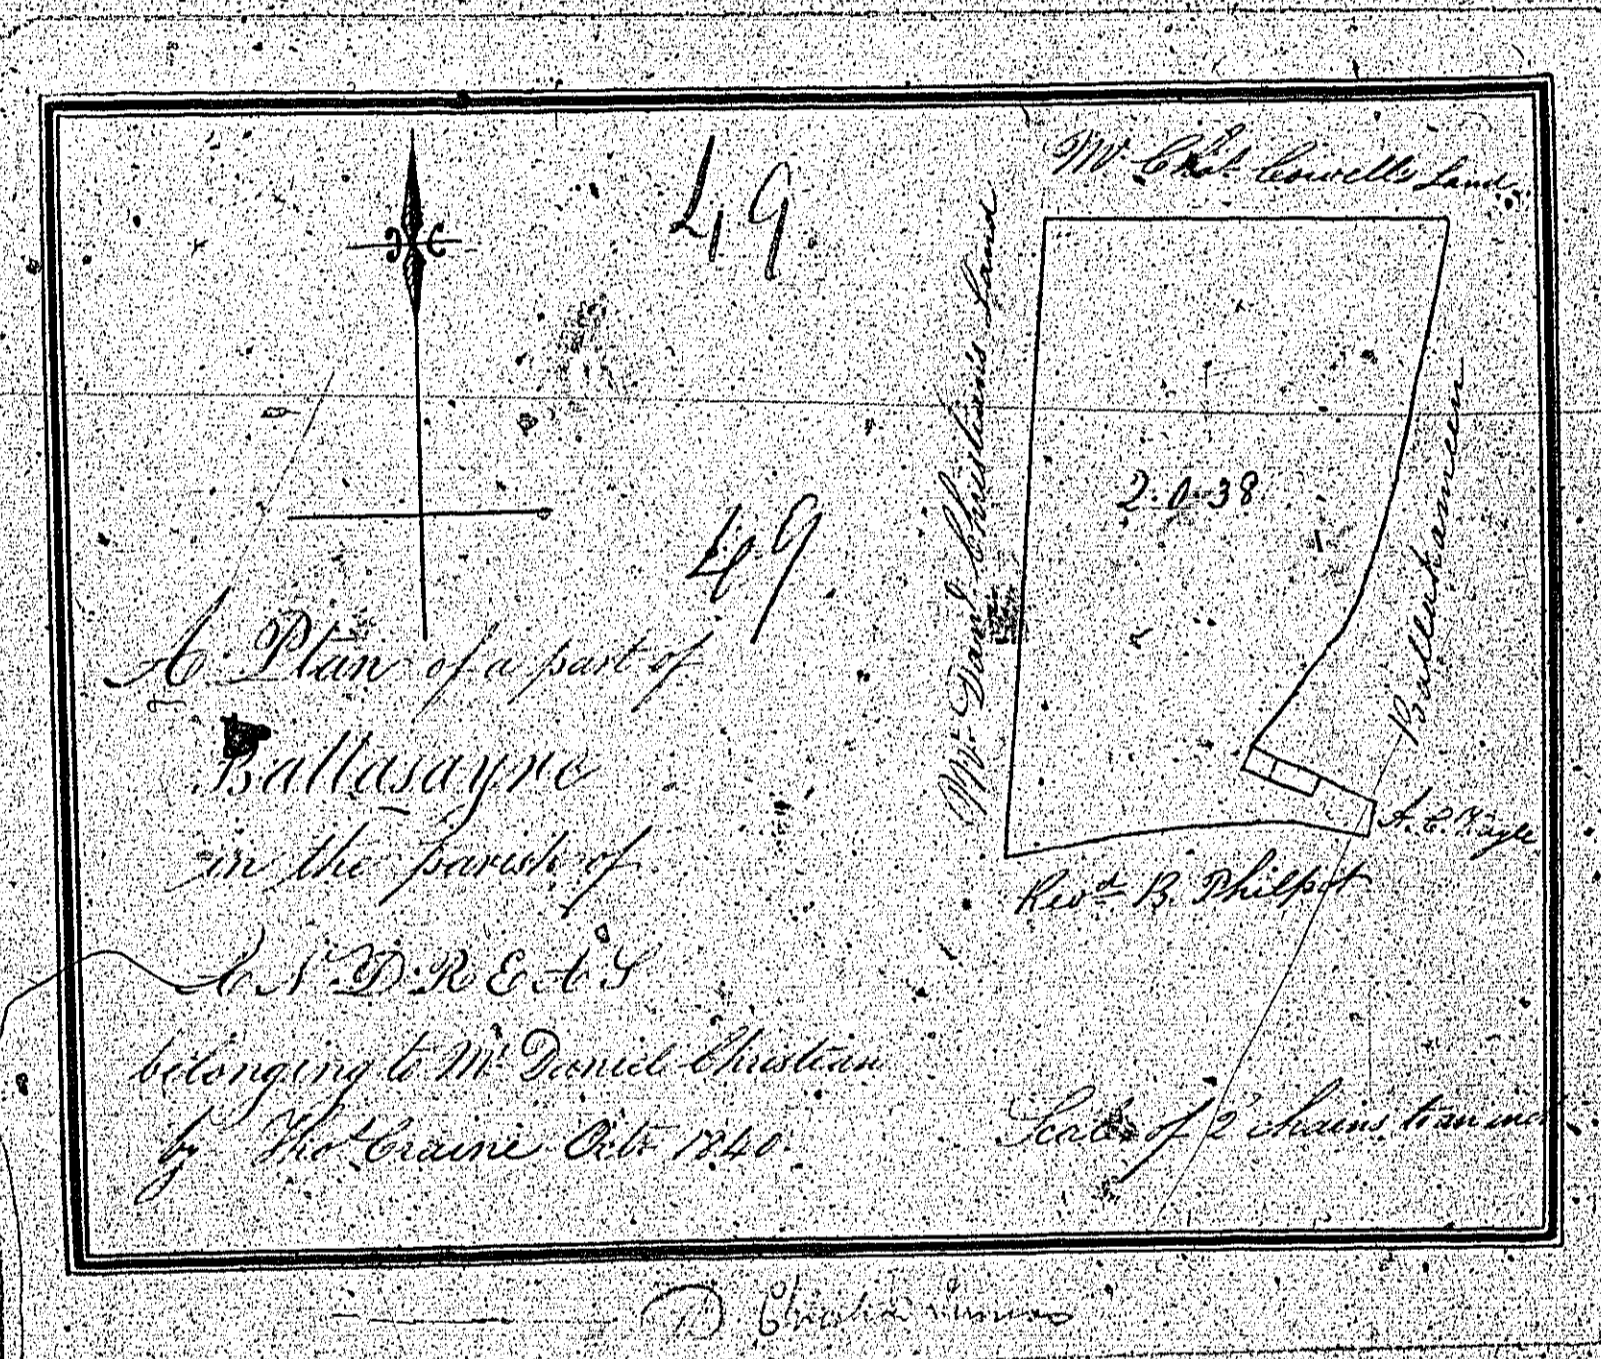 49
49
A Plan of a part of
Ballasayne
in the parish of
ANDREAS
belonging to Mr Daniel Christian
by Thos Craine Octr 1840
Mr Chas Cowell's Land
Mr Danl Christian's Land
2.0.38
A. C.
Revd B. Philpot
Scale of 2 chains to an inch
D. Christian